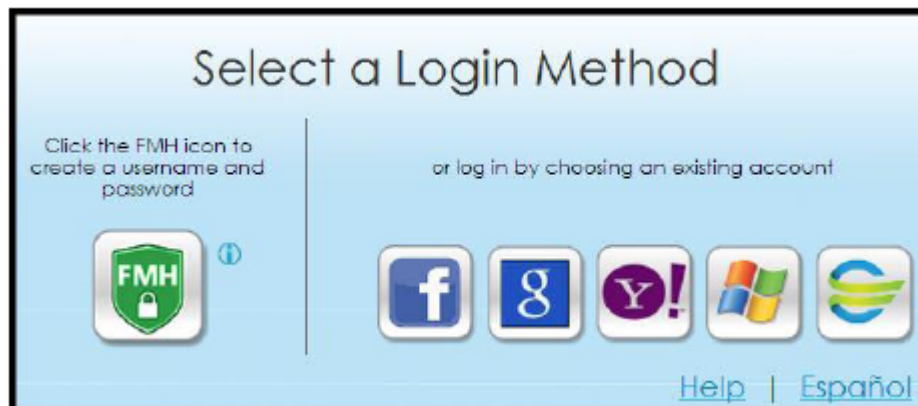 Select a Login Method
Click the FMH icon to
create a username and
password
or log in by choosing an existing account
FMH
f
g
Y!
Help | Español